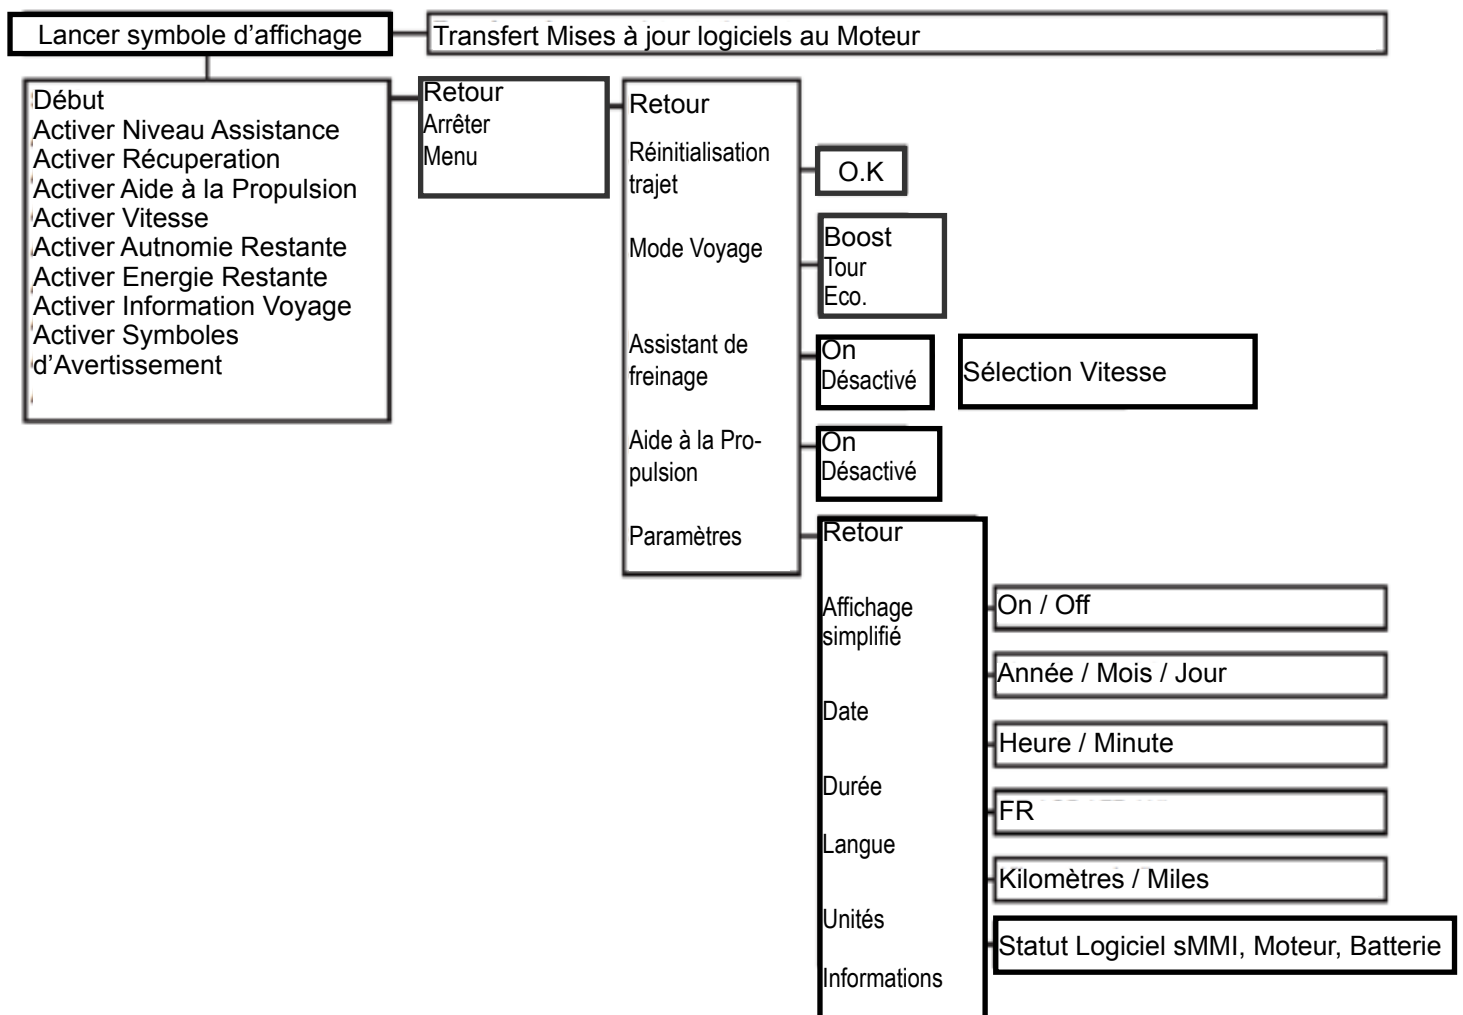 Lancer symbole d’affichage
Transfert Mises à jour logiciels au Moteur
Début
Activer Niveau Assistance
Activer Récuperation
Activer Aide à la Propulsion
Activer Vitesse
Activer Autnomie Restante
Activer Energie Restante
Activer Information Voyage
Activer Symboles
d’Avertissement
Retour
Arrêter
Menu
Retour
Réinitialisation
trajet
O.K
Mode Voyage
Boost
Tour
Eco.
Assistant de
freinage
On
Désactivé
Sélection Vitesse
Aide à la Pro-
pulsion
On
Désactivé
Paramètres
Retour
Affichage
simplifié
On / Off
Date
Année / Mois / Jour
Durée
Heure / Minute
Langue
FR
Unités
Kilomètres / Miles
Informations
Statut Logiciel sMMI, Moteur, Batterie